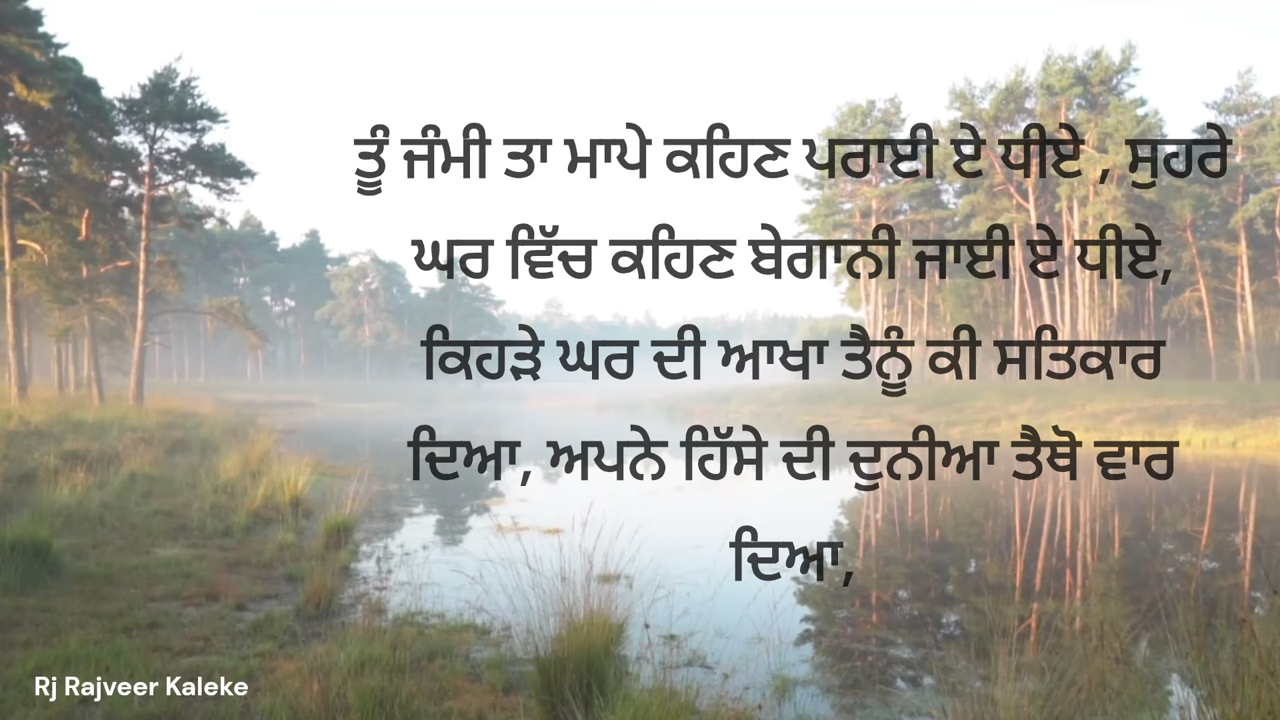 ਤੂੰ ਜੰਮੀ ਤਾ ਮਾਪੇ ਕਹਿਣ ਪਰਾਈ ਏ ਧੀਏ , ਸੁਹਰੇ
ਘਰ ਵਿੱਚ ਕਹਿਣ ਬੇਗਾਨੀ ਜਾਈ ਏ ਧੀਏ,
ਕਿਹੜੇ ਘਰ ਦੀ ਆਖਾ ਤੈਨੂੰ ਕੀ ਸਤਿਕਾਰ
ਦਿਆ, ਅਪਨੇ ਹਿੱਸੇ ਦੀ ਦੁਨੀਆ ਤੈਥੋ ਵਾਰ
ਦਿਆ,
Rj Rajveer Kaleke